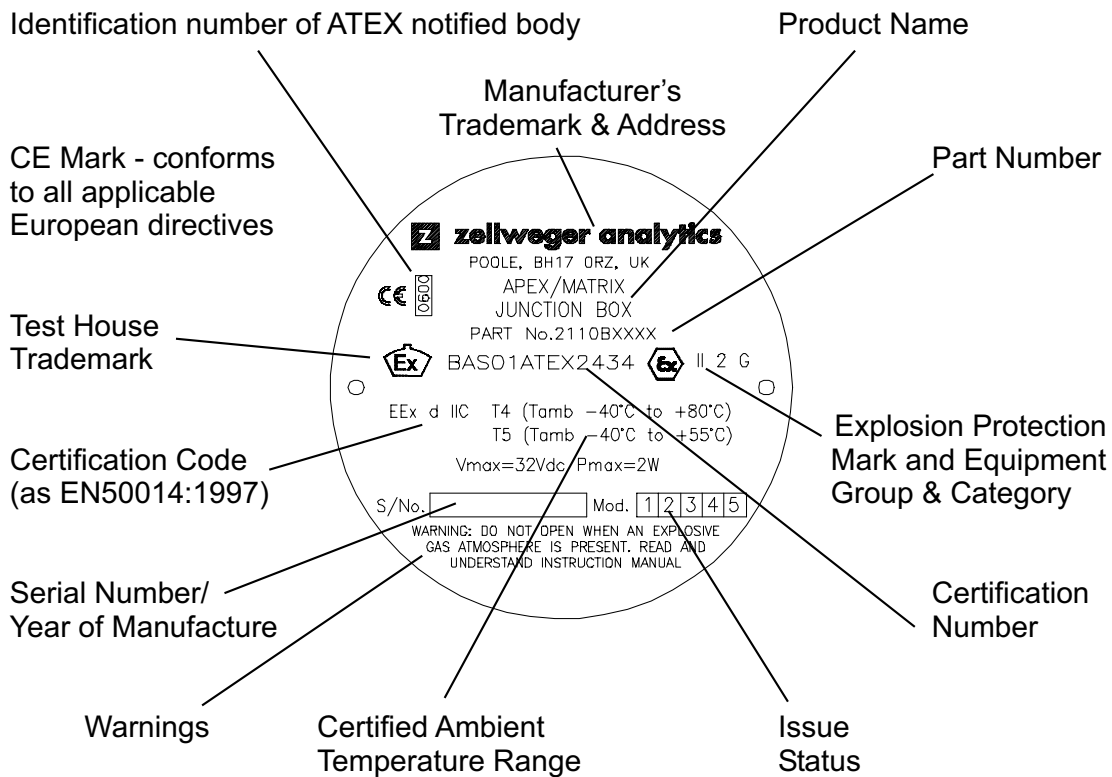 Identification number of ATEX notified body
Product Name
Manufacturer’s
Trademark & Address
CE Mark - conforms
to all applicable
European directives
Part Number
Z zellweger analytics
POOLE, BH17 0RZ, UK
CE 0600
APEX/MATRIX
JUNCTION BOX
PART No.2110BXXXX
Test House
Trademark
Ex BAS01ATEX2434 Ex II 2 G
EEx d IIC T4 (Tamb -40°C to +80°C)
T5 (Tamb -40°C to +55°C)
Vmax=32Vdc Pmax=2W
Certification Code
(as EN50014:1997)
Explosion Protection
Mark and Equipment
Group & Category
S/No. Mod. 1 2 3 4 5
WARNING: DO NOT OPEN WHEN AN EXPLOSIVE
GAS ATMOSPHERE IS PRESENT. READ AND
UNDERSTAND INSTRUCTION MANUAL
Serial Number/
Year of Manufacture
Certification
Number
Warnings
Certified Ambient
Temperature Range
Issue
Status